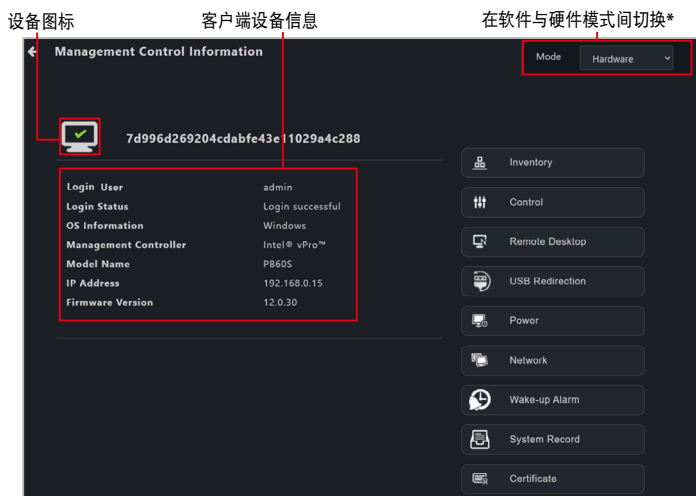 设备图标
客户端设备信息
在软件与硬件模式间切换*
Management Control Information
Mode
Hardware
7d996d269204cdabfe43e11029a4c288
Login User admin
Login Status Login successful
OS Information Windows
Management Controller Intel® vPro™
Model Name PB60S
IP Address 192.168.0.15
Firmware Version 12.0.30
Inventory
Control
Remote Desktop
USB Redirection
Power
Network
Wake-up Alarm
System Record
Certificate